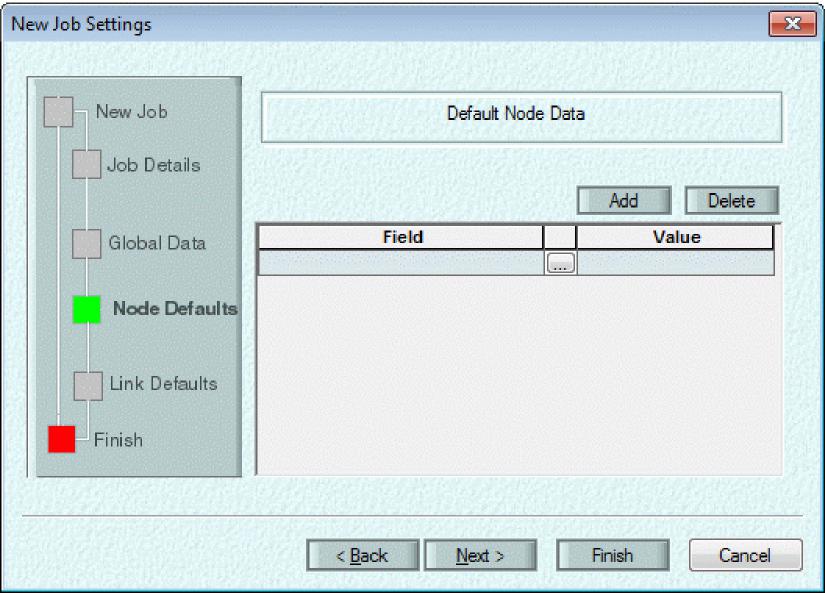 New Job Settings
New Job
Job Details
Global Data
Node Defaults
Link Defaults
Finish
Default Node Data
Add Delete
Field Value
...
< Back Next > Finish Cancel